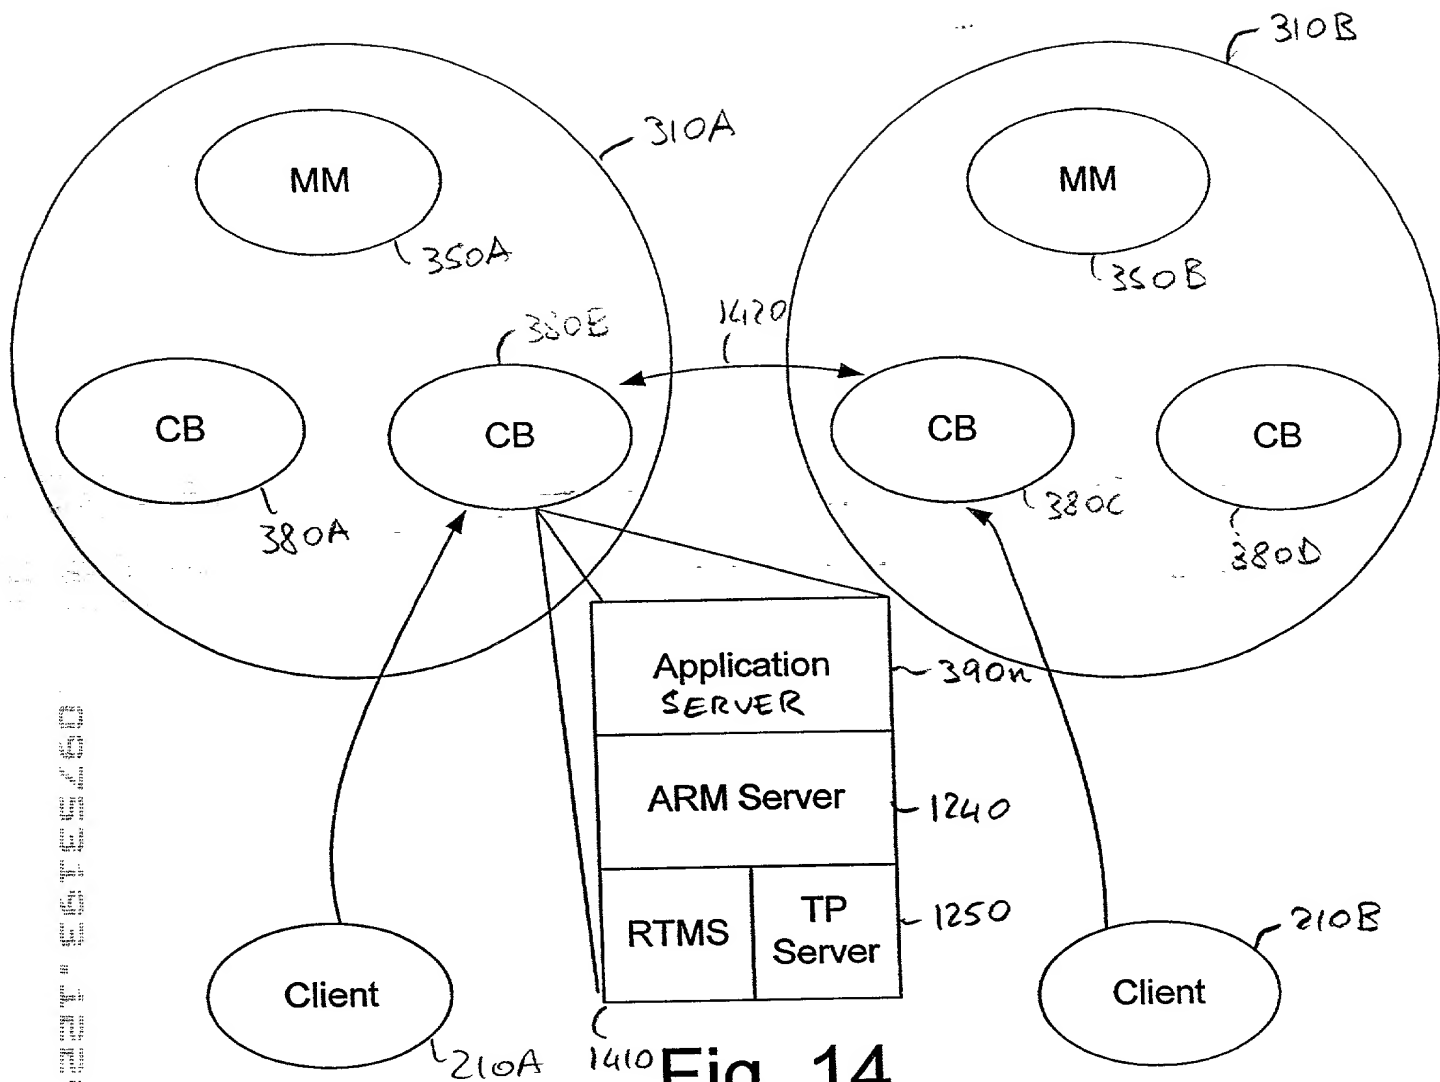 310B
310A
MM
MM
350A
350B
380B
1420
CB
CB
CB
CB
380A
380C
380D
Application
SERVER
390n
ARM Server
1240
RTMS
TP
Server
1250
210B
Client
Client
210A
1410
Fig. 14